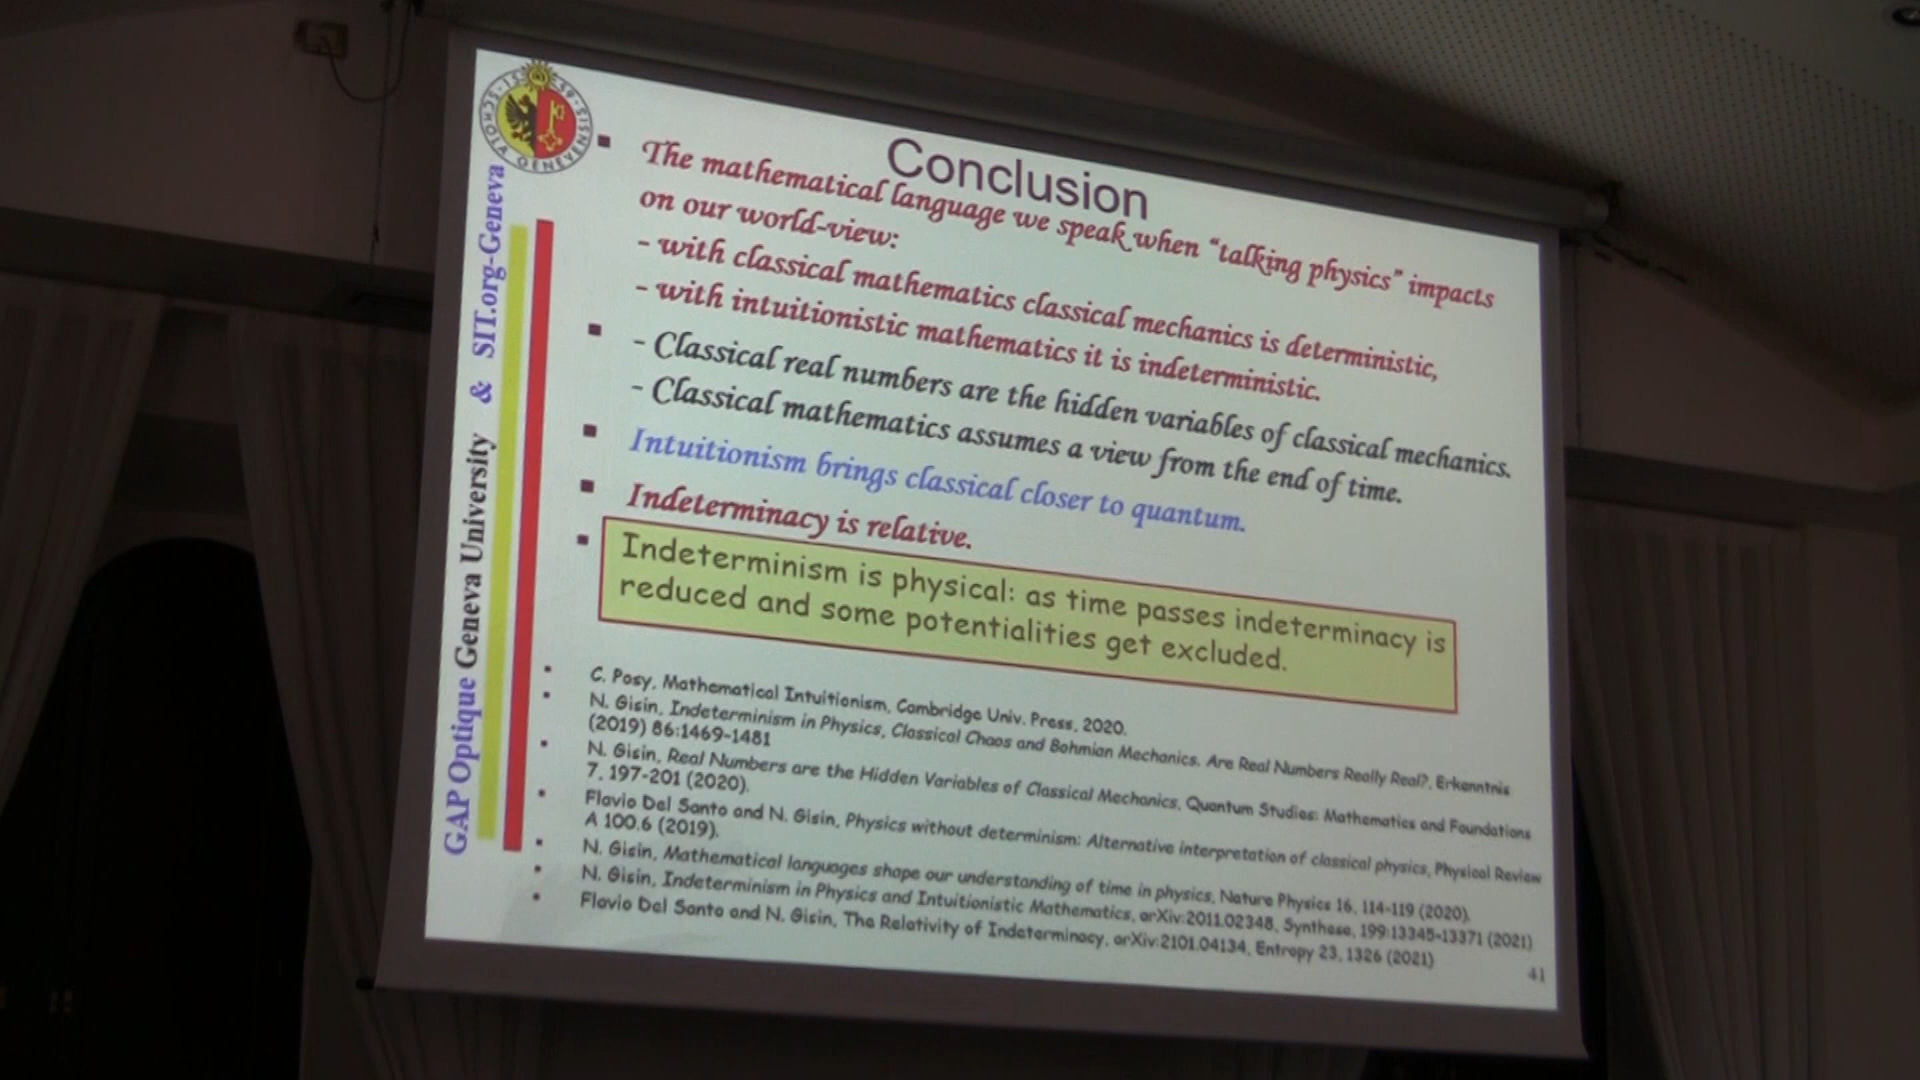 SCHOLA GENEVENSIS
GAP Optique Geneva University & SIT.org-Geneva
Conclusion
▪ The mathematical language we speak when “talking physics” impacts
on our world-view:
- with classical mathematics classical mechanics is deterministic,
- with intuitionistic mathematics it is indeterministic.
▪ - Classical real numbers are the hidden variables of classical mechanics.
- Classical mathematics assumes a view from the end of time.
▪ Intuitionism brings classical closer to quantum.
▪ Indeterminacy is relative.
▪ Indeterminism is physical: as time passes indeterminacy is
reduced and some potentialities get excluded.
▪ C. Posy, Mathematical Intuitionism, Cambridge Univ. Press, 2020.
▪ N. Gisin, Indeterminism in Physics, Classical Chaos and Bohmian Mechanics. Are Real Numbers Really Real?, Erkenntnis
(2019) 86:1469-1481
▪ N. Gisin, Real Numbers are the Hidden Variables of Classical Mechanics, Quantum Studies: Mathematics and Foundations
7, 197-201 (2020).
▪ Flavio Del Santo and N. Gisin, Physics without determinism: Alternative interpretation of classical physics, Physical Review
A 100.6 (2019).
▪ N. Gisin, Mathematical languages shape our understanding of time in physics, Nature Physics 16, 114-119 (2020).
▪ N. Gisin, Indeterminism in Physics and Intuitionistic Mathematics, arXiv:2011.02348, Synthese, 199:13345-13371 (2021)
▪ Flavio Del Santo and N. Gisin, The Relativity of Indeterminacy, arXiv:2101.04134, Entropy 23, 1326 (2021)
41